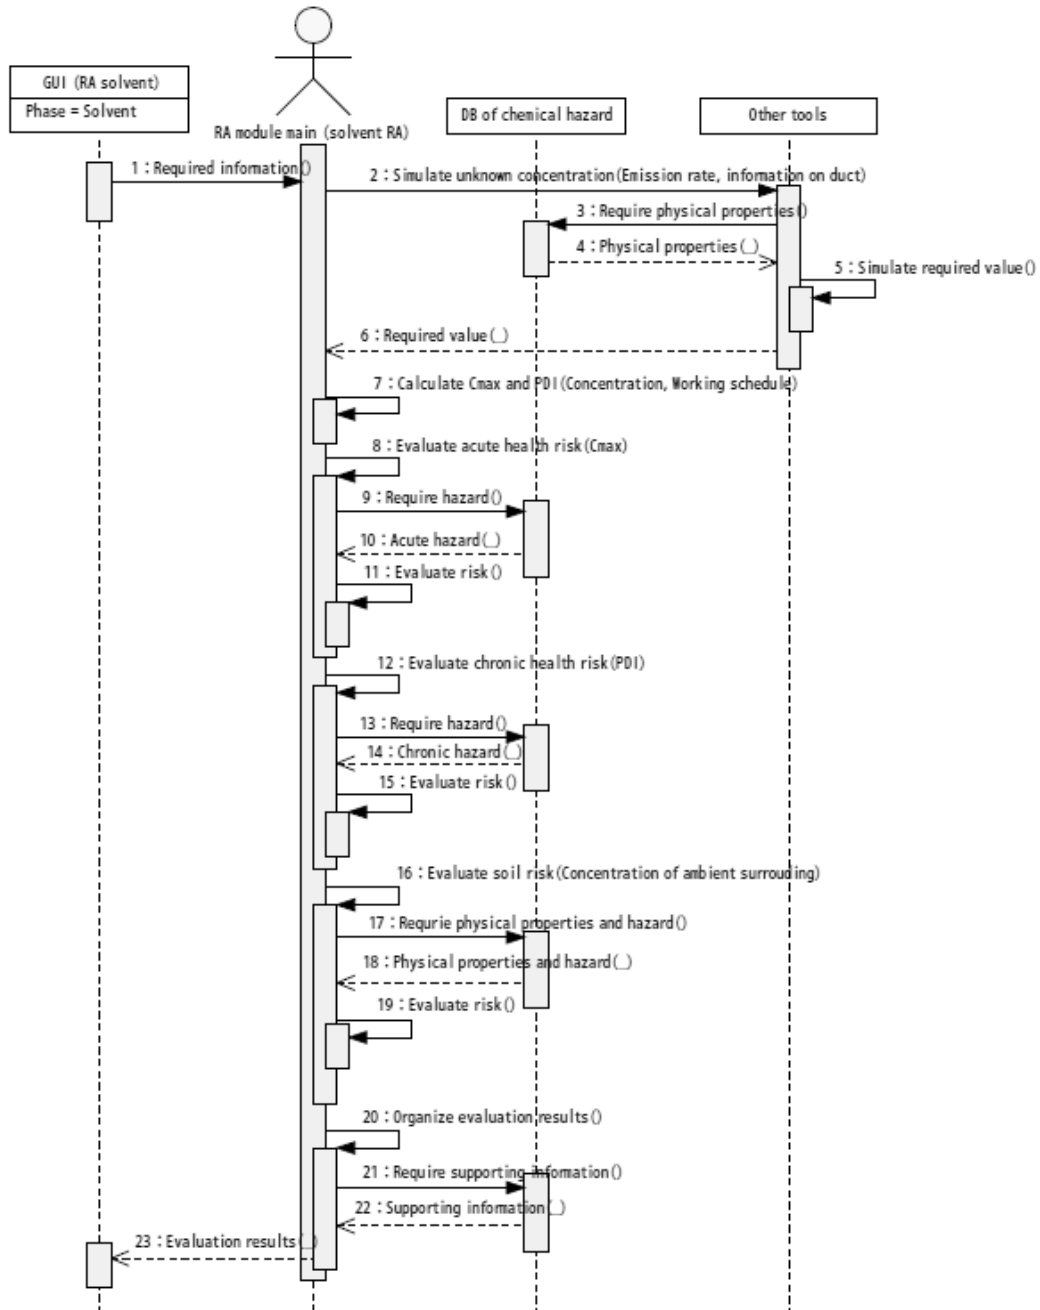 GUI (RA solvent)
Phase = Solvent
RA module main (solvent RA)
DB of chemical hazard
Other tools
1：Required infomation()
2：Simulate unknown concentration(Emission rate, infomation on duct)
3：Require physical properties()
4：Physical properties(_)
5：Simulate required value()
6：Required value(_)
7：Calculate Cmax and PDI(Concentration, Working schedule)
8：Evaluate acute health risk(Cmax)
9：Require hazard()
10：Acute hazard(_)
11：Evaluate risk()
12：Evaluate chronic health risk(PDI)
13：Require hazard()
14：Chronic hazard(_)
15：Evaluate risk()
16：Evaluate soil risk(Concentration of ambient surrouding)
17：Requrie physical properties and hazard()
18：Physical properties and hazard(_)
19：Evaluate risk()
20：Organize evaluation results()
21：Require supporting infomation()
22：Supporting infomation(_)
23：Evaluation results(_)